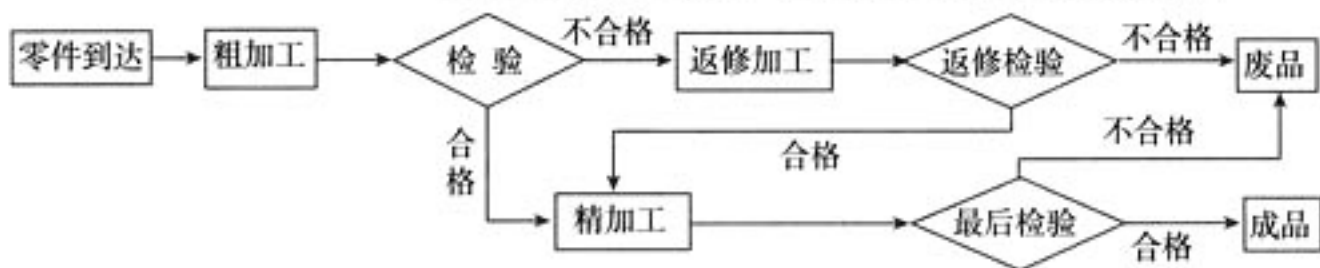 零件到达
粗加工
检验
不合格
返修加工
返修检验
不合格
废品
合格
合格
不合格
精加工
最后检验
合格
成品